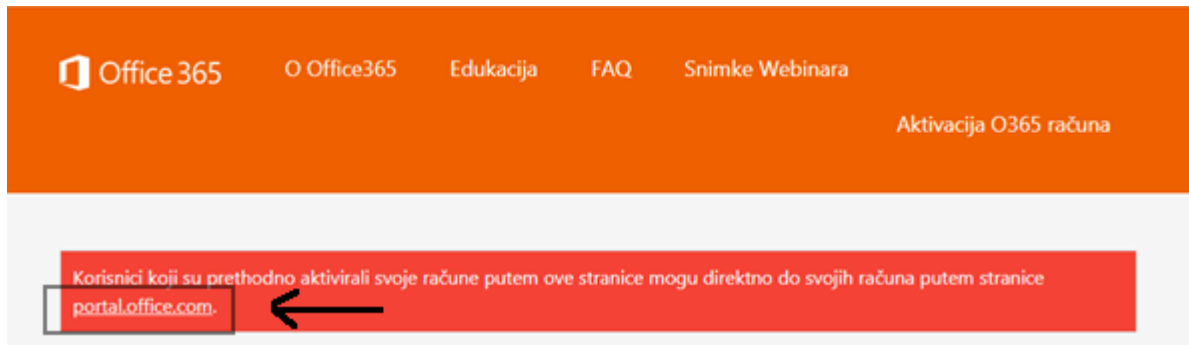 Office 365 O Office365 Edukacija FAQ Snimke Webinara
Aktivacija O365 računa
Korisnici koji su prethodno aktivirali svoje račune putem ove stranice mogu direktno do svojih računa putem stranice
portal.office.com.